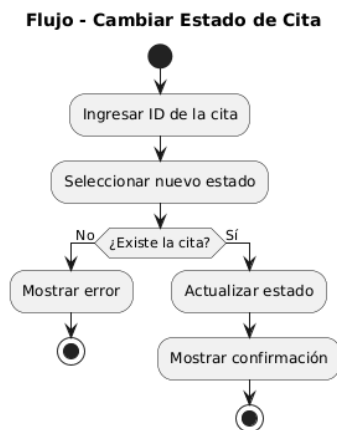 Flujo - Cambiar Estado de Cita
Ingresar ID de la cita
Seleccionar nuevo estado
No
¿Existe la cita?
Sí
Mostrar error
Actualizar estado
Mostrar confirmación